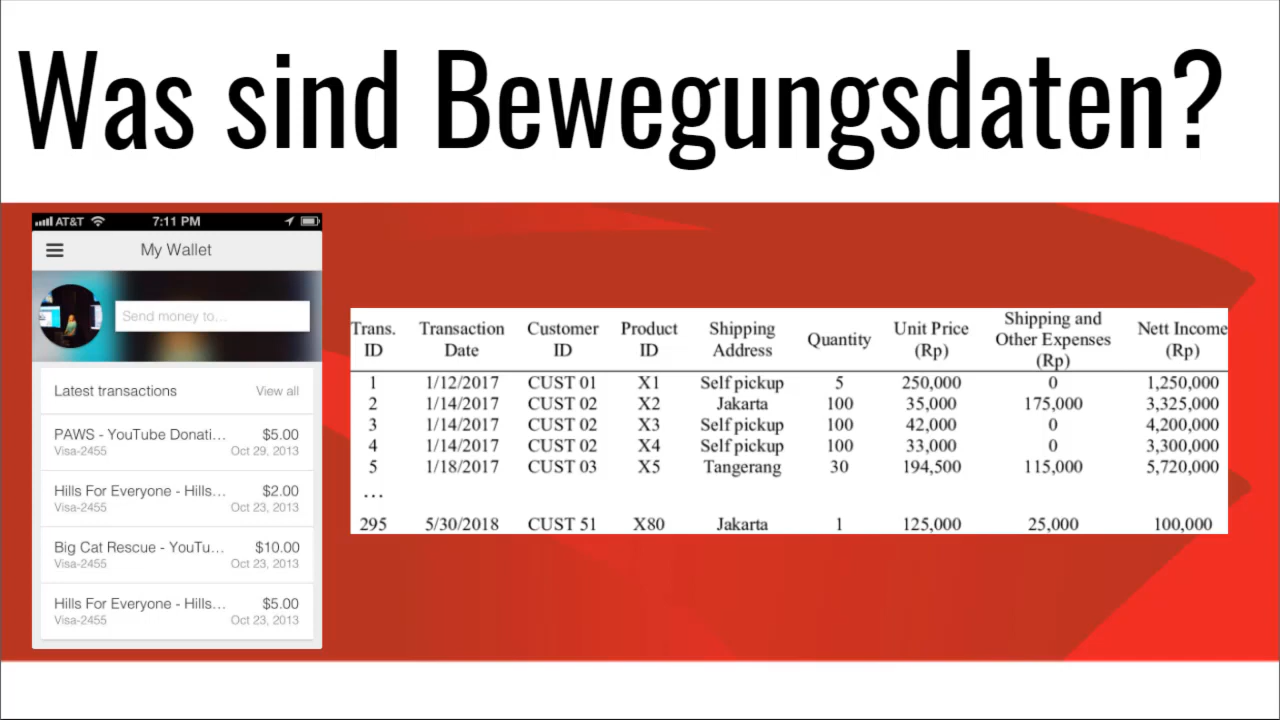 Was sind Bewegungsdaten?
AT&T 7:11 PM
My Wallet
Send money to...
Latest transactions View all
PAWS - YouTube Donati... $5.00
Visa-2455 Oct 29, 2013
Hills For Everyone - Hills... $2.00
Visa-2455 Oct 23, 2013
Big Cat Rescue - YouTu... $10.00
Visa-2455 Oct 23, 2013
Hills For Everyone - Hills... $5.00
Visa-2455 Oct 23, 2013
Trans. ID Transaction Date Customer ID Product ID Shipping Address Quantity Unit Price (Rp) Shipping and Other Expenses (Rp) Nett Income (Rp)
1 1/12/2017 CUST 01 X1 Self pickup 5 250,000 0 1,250,000
2 1/14/2017 CUST 02 X2 Jakarta 100 35,000 175,000 3,325,000
3 1/14/2017 CUST 02 X3 Self pickup 100 42,000 0 4,200,000
4 1/14/2017 CUST 02 X4 Self pickup 100 33,000 0 3,300,000
5 1/18/2017 CUST 03 X5 Tangerang 30 194,500 115,000 5,720,000
...
295 5/30/2018 CUST 51 X80 Jakarta 1 125,000 25,000 100,000